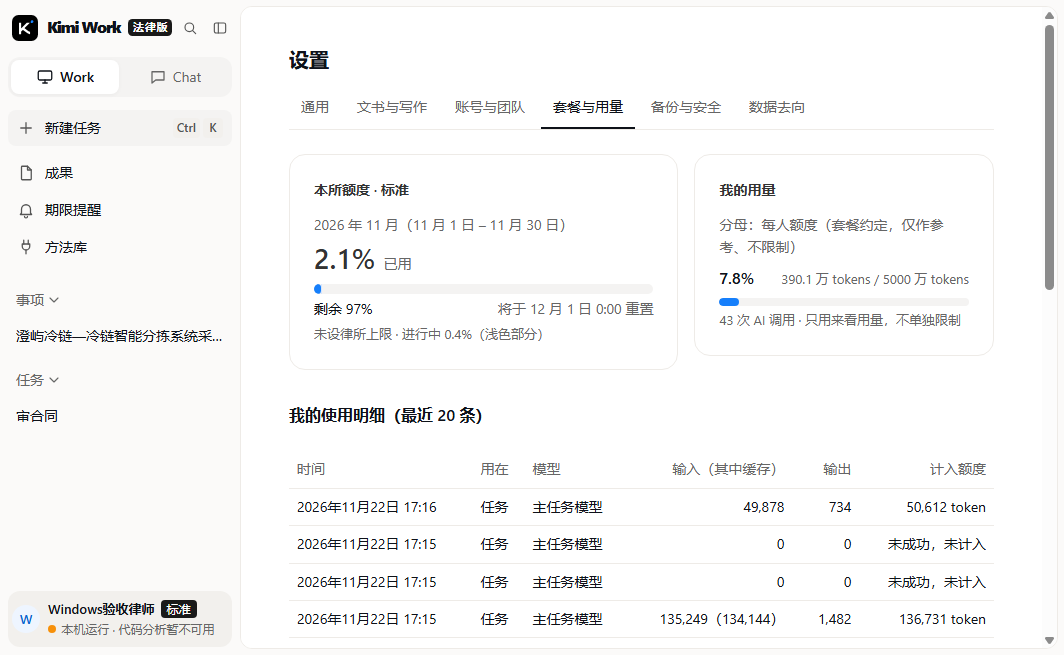 Kimi Work 法律版
Work Chat
新建任务 Ctrl K
成果
期限提醒
方法库
事项
澄屿冷链—冷链智能分拣系统采...
任务
审合同
W
Windows验收律师 标准
本机运行 · 代码分析暂不可用
设置
通用 文书与写作 账号与团队 套餐与用量 备份与安全 数据去向
本所额度 · 标准
2026 年 11 月（11 月 1 日 – 11 月 30 日）
2.1% 已用
剩余 97% 将于 12 月 1 日 0:00 重置
未设律所上限 · 进行中 0.4%（浅色部分）
我的用量
分母：每人额度（套餐约定，仅作参
考、不限制）
7.8% 390.1 万 tokens / 5000 万 tokens
43 次 AI 调用 · 只用来看用量，不单独限制
我的使用明细（最近 20 条）
时间 用在 模型 输入（其中缓存） 输出 计入额度
2026年11月22日 17:16 任务 主任务模型 49,878 734 50,612 token
2026年11月22日 17:15 任务 主任务模型 0 0 未成功，未计入
2026年11月22日 17:15 任务 主任务模型 0 0 未成功，未计入
2026年11月22日 17:15 任务 主任务模型 135,249（134,144） 1,482 136,731 token